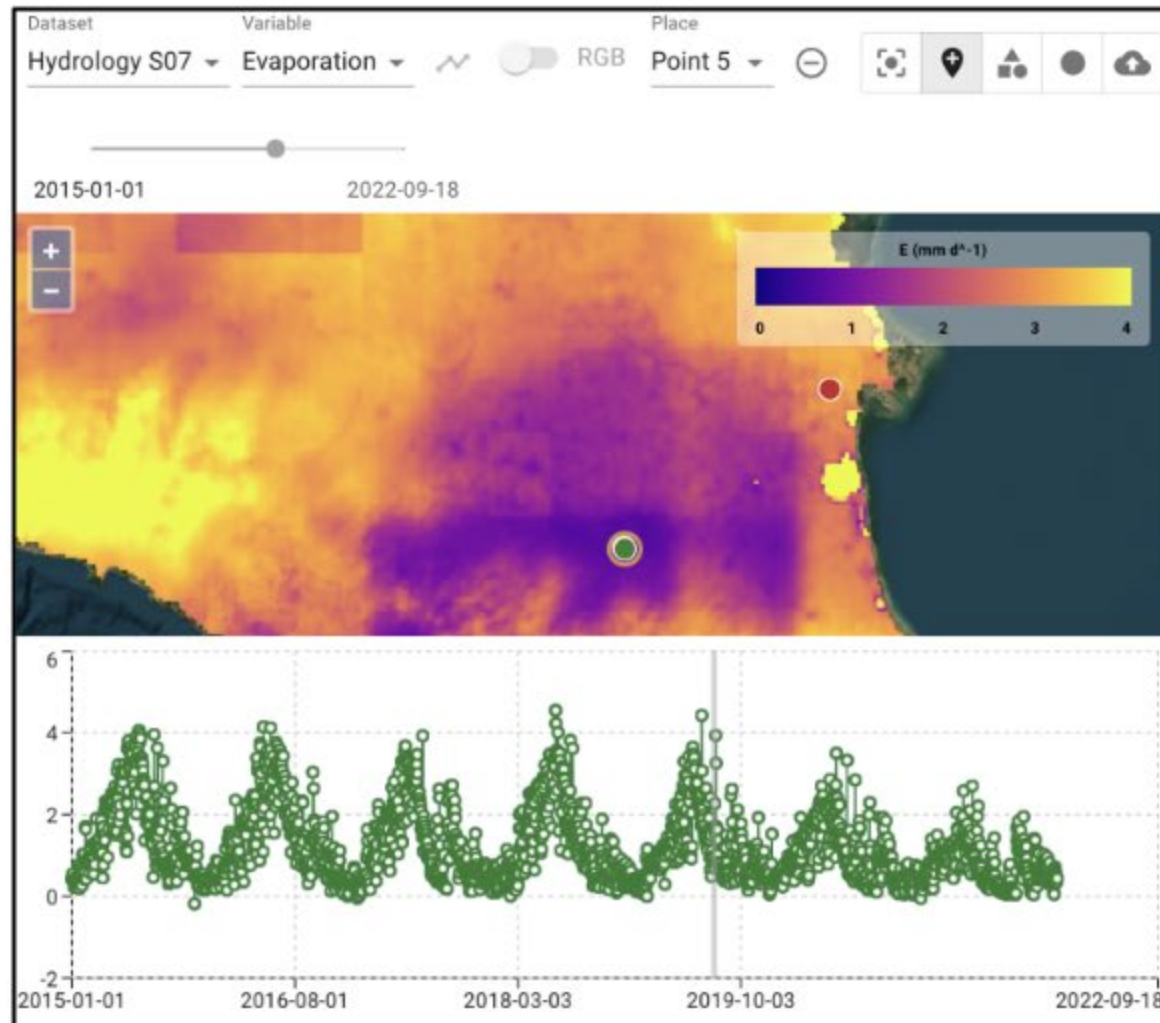 Dataset Variable Place
Hydrology S07 Evaporation RGB Point 5
2015-01-01 2022-09-18
+
−
E (mm d^-1)
0 1 2 3 4
6
4
2
0
-2
2015-01-01 2016-08-01 2018-03-03 2019-10-03 2022-09-18